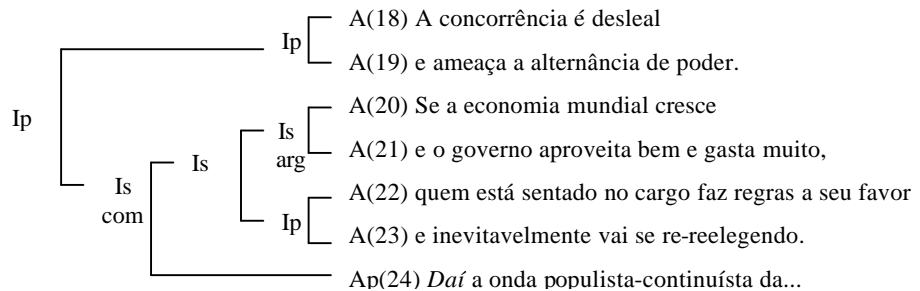 A(18) A concorrência é desleal
Ip
A(19) e ameaça a alternância de poder.
Ip
A(20) Se a economia mundial cresce
Is
arg
A(21) e o governo aproveita bem e gasta muito,
Is
Is
com
A(22) quem está sentado no cargo faz regras a seu favor
Ip
A(23) e inevitavelmente vai se re-reelegendo.
Ap(24) Daí a onda populista-continuísta da...